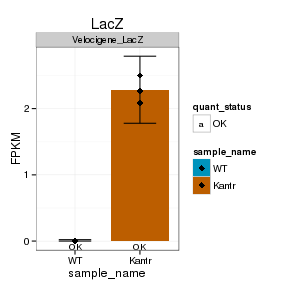 LacZ
Velocigene_LacZ
FPKM
2
1
0
OK OK
WT Kantr
sample_name
quant_status
a OK
sample_name
WT
Kantr